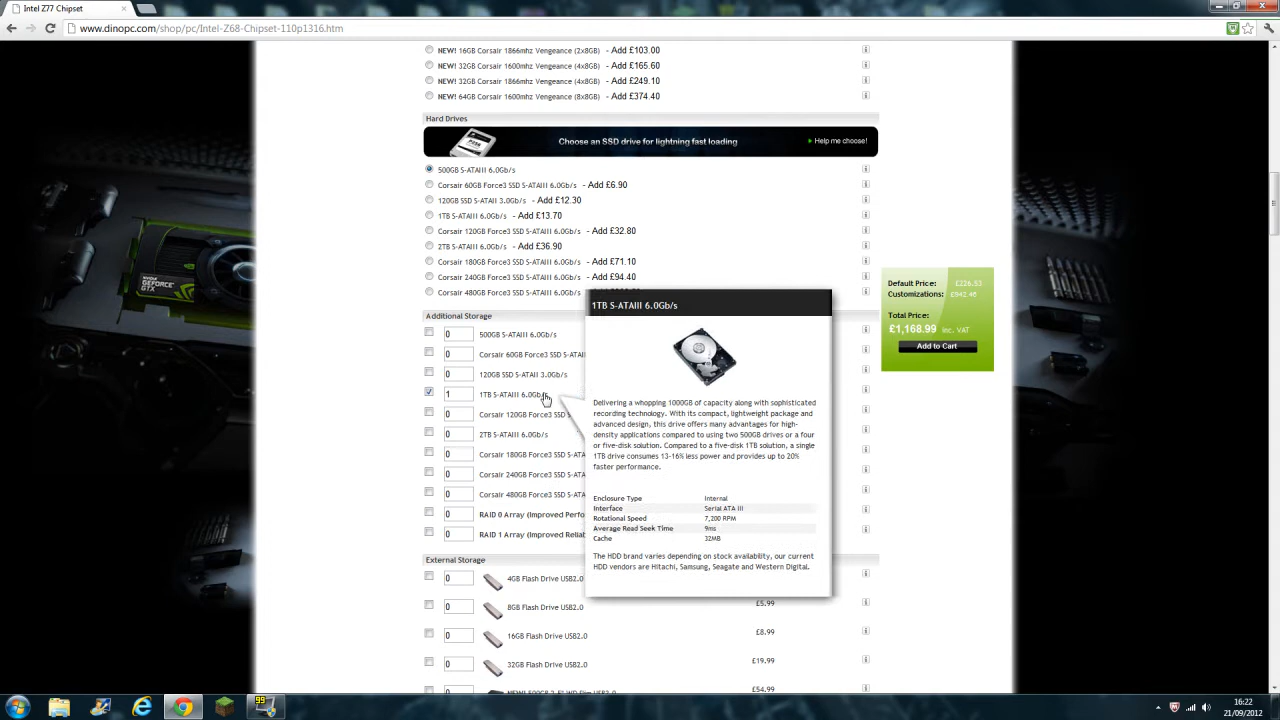 Intel Z77 Chipset
www.dinopc.com/shop/pc/Intel-Z68-Chipset-110p1316.htm
NEW! 16GB Corsair 1866mhz Vengeance (2x8GB) - Add £103.00
NEW! 32GB Corsair 1600mhz Vengeance (4x8GB) - Add £165.60
NEW! 32GB Corsair 1866mhz Vengeance (4x8GB) - Add £249.10
NEW! 64GB Corsair 1600mhz Vengeance (8x8GB) - Add £374.40
Hard Drives
Choose an SSD drive for lightning fast loading
Help me choose!
500GB S-ATAIII 6.0Gb/s
Corsair 60GB Force3 SSD S-ATAIII 6.0Gb/s - Add £6.90
120GB SSD S-ATAII 3.0Gb/s - Add £12.30
1TB S-ATAIII 6.0Gb/s - Add £13.70
Corsair 120GB Force3 SSD S-ATAIII 6.0Gb/s - Add £32.80
2TB S-ATAIII 6.0Gb/s - Add £36.90
Corsair 180GB Force3 SSD S-ATAIII 6.0Gb/s - Add £71.10
Corsair 240GB Force3 SSD S-ATAIII 6.0Gb/s - Add £94.40
Corsair 480GB Force3 SSD S-ATAIII 6.0Gb/s
Additional Storage
0 500GB S-ATAIII 6.0Gb/s
0 Corsair 60GB Force3 SSD S-ATAI
0 120GB SSD S-ATAII 3.0Gb/s
1 1TB S-ATAIII 6.0Gb/s
0 Corsair 120GB Force3 SSD S
0 2TB S-ATAIII 6.0Gb/s
0 Corsair 180GB Force3 SSD S-ATA
0 Corsair 240GB Force3 SSD S-ATA
0 Corsair 480GB Force3 SSD S-ATA
0 RAID 0 Array (Improved Perfo
0 RAID 1 Array (Improved Reliab
1TB S-ATAIII 6.0Gb/s
Delivering a whopping 1000GB of capacity along with sophisticated
recording technology. With its compact, lightweight package and
advanced design, this drive offers many advantages for high-
density applications compared to using two 500GB drives or a four
or five-disk solution. Compared to a five-disk 1TB solution, a single
1TB drive consumes 13-16% less power and provides up to 20%
faster performance.
Enclosure Type Internal
Interface Serial ATA III
Rotational Speed 7,200 RPM
Average Read Seek Time 9ms
Cache 32MB
The HDD brand varies depending on stock availability, our current
HDD vendors are Hitachi, Samsung, Seagate and Western Digital.
External Storage
0 4GB Flash Drive USB2.0
0 8GB Flash Drive USB2.0 £5.99
0 16GB Flash Drive USB2.0 £8.99
0 32GB Flash Drive USB2.0 £19.99
£54.99
Default Price: £226.53
Customizations: £942.46
Total Price:
£1,168.99 inc. VAT
Add to Cart
NVIDIA
GEFORCE
GTX
99
16:22
21/09/2012